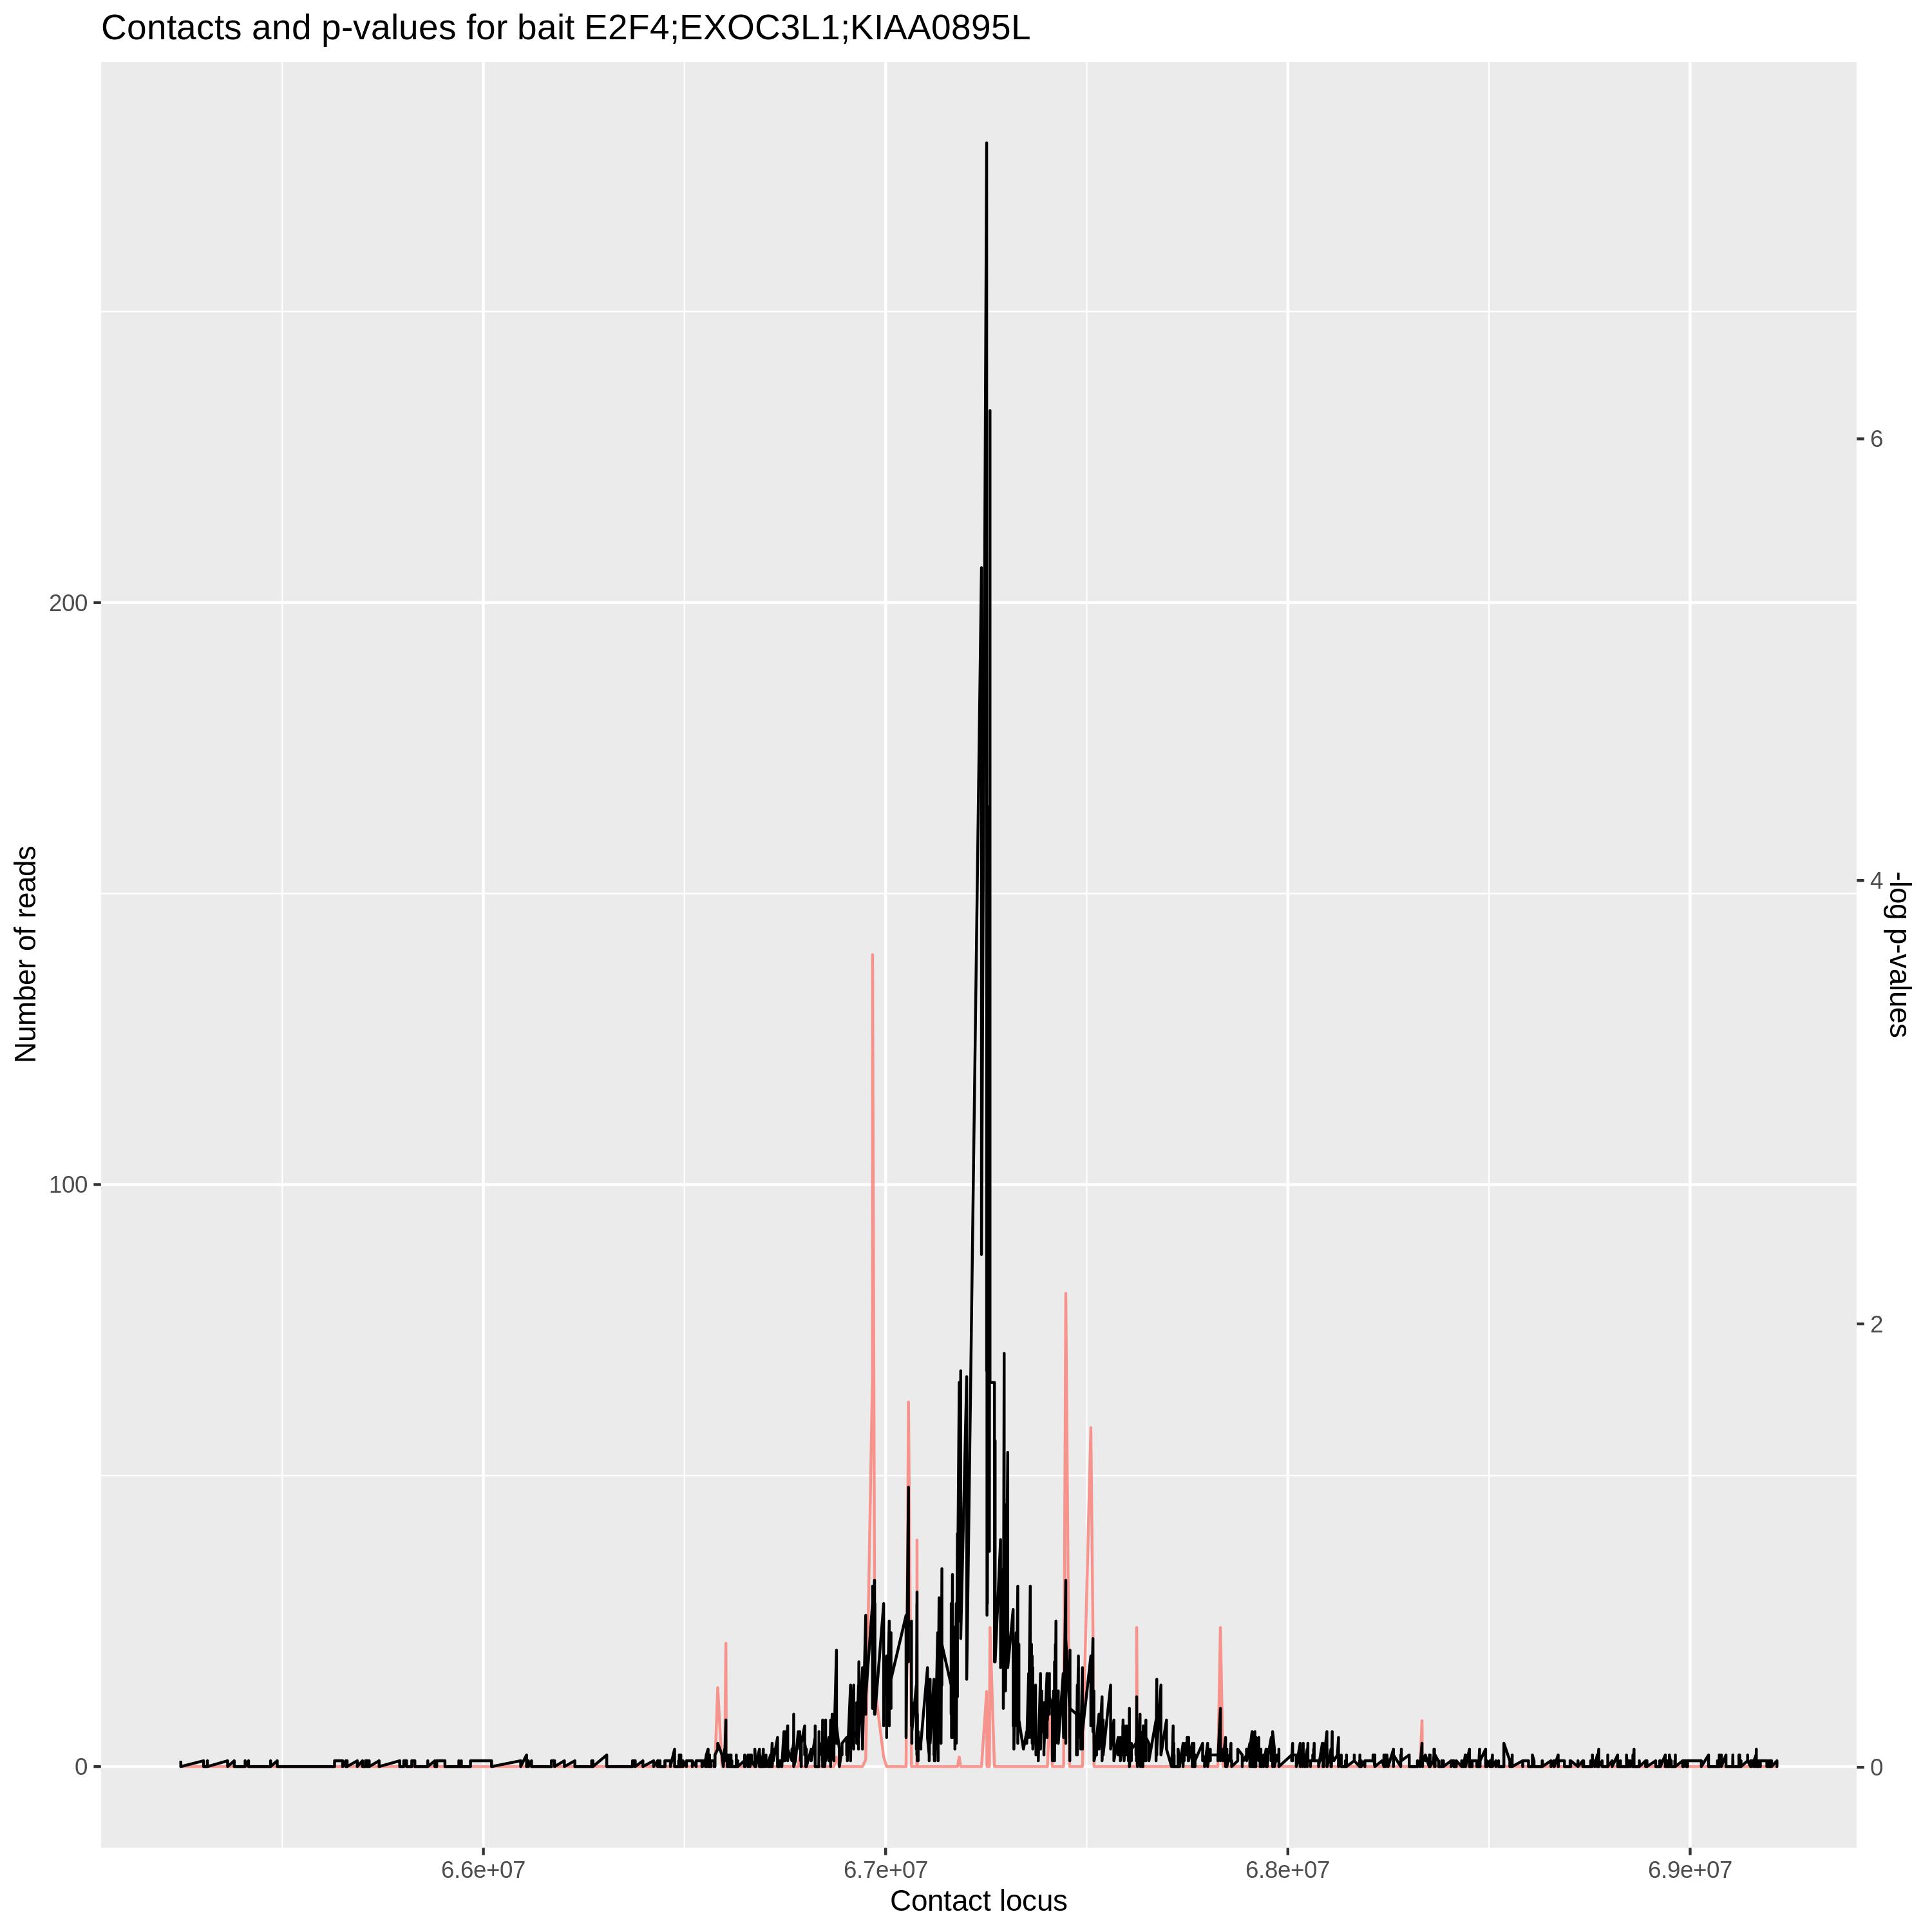 Contacts and p-values for bait E2F4;EXOC3L1;KIAA0895L
Number of reads
200
100
0
6
4
2
0
-log p-values
6.6e+07
6.7e+07
6.8e+07
6.9e+07
Contact locus